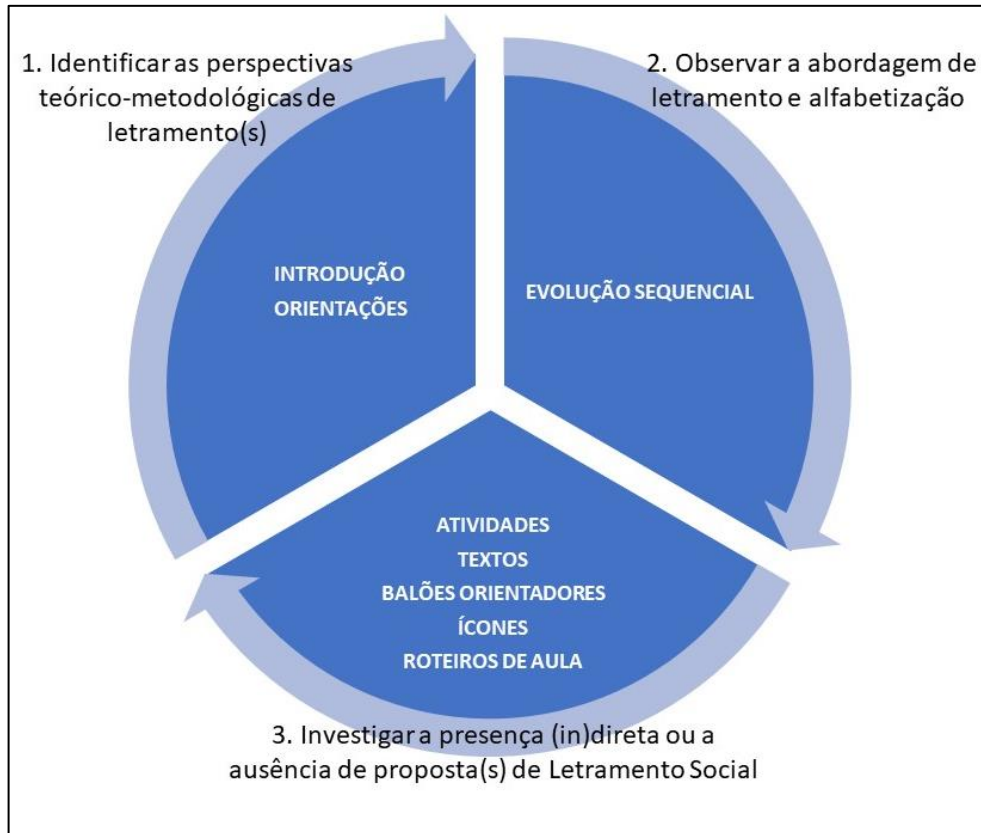 1. Identificar as perspectivas
teórico-metodológicas de
letramento(s)
2. Observar a abordagem de
letramento e alfabetização
INTRODUÇÃO
ORIENTAÇÕES
EVOLUÇÃO SEQUENCIAL
ATIVIDADES
TEXTOS
BALÕES ORIENTADORES
ÍCONES
ROTEIROS DE AULA
3. Investigar a presença (in)direta ou a
ausência de proposta(s) de Letramento Social